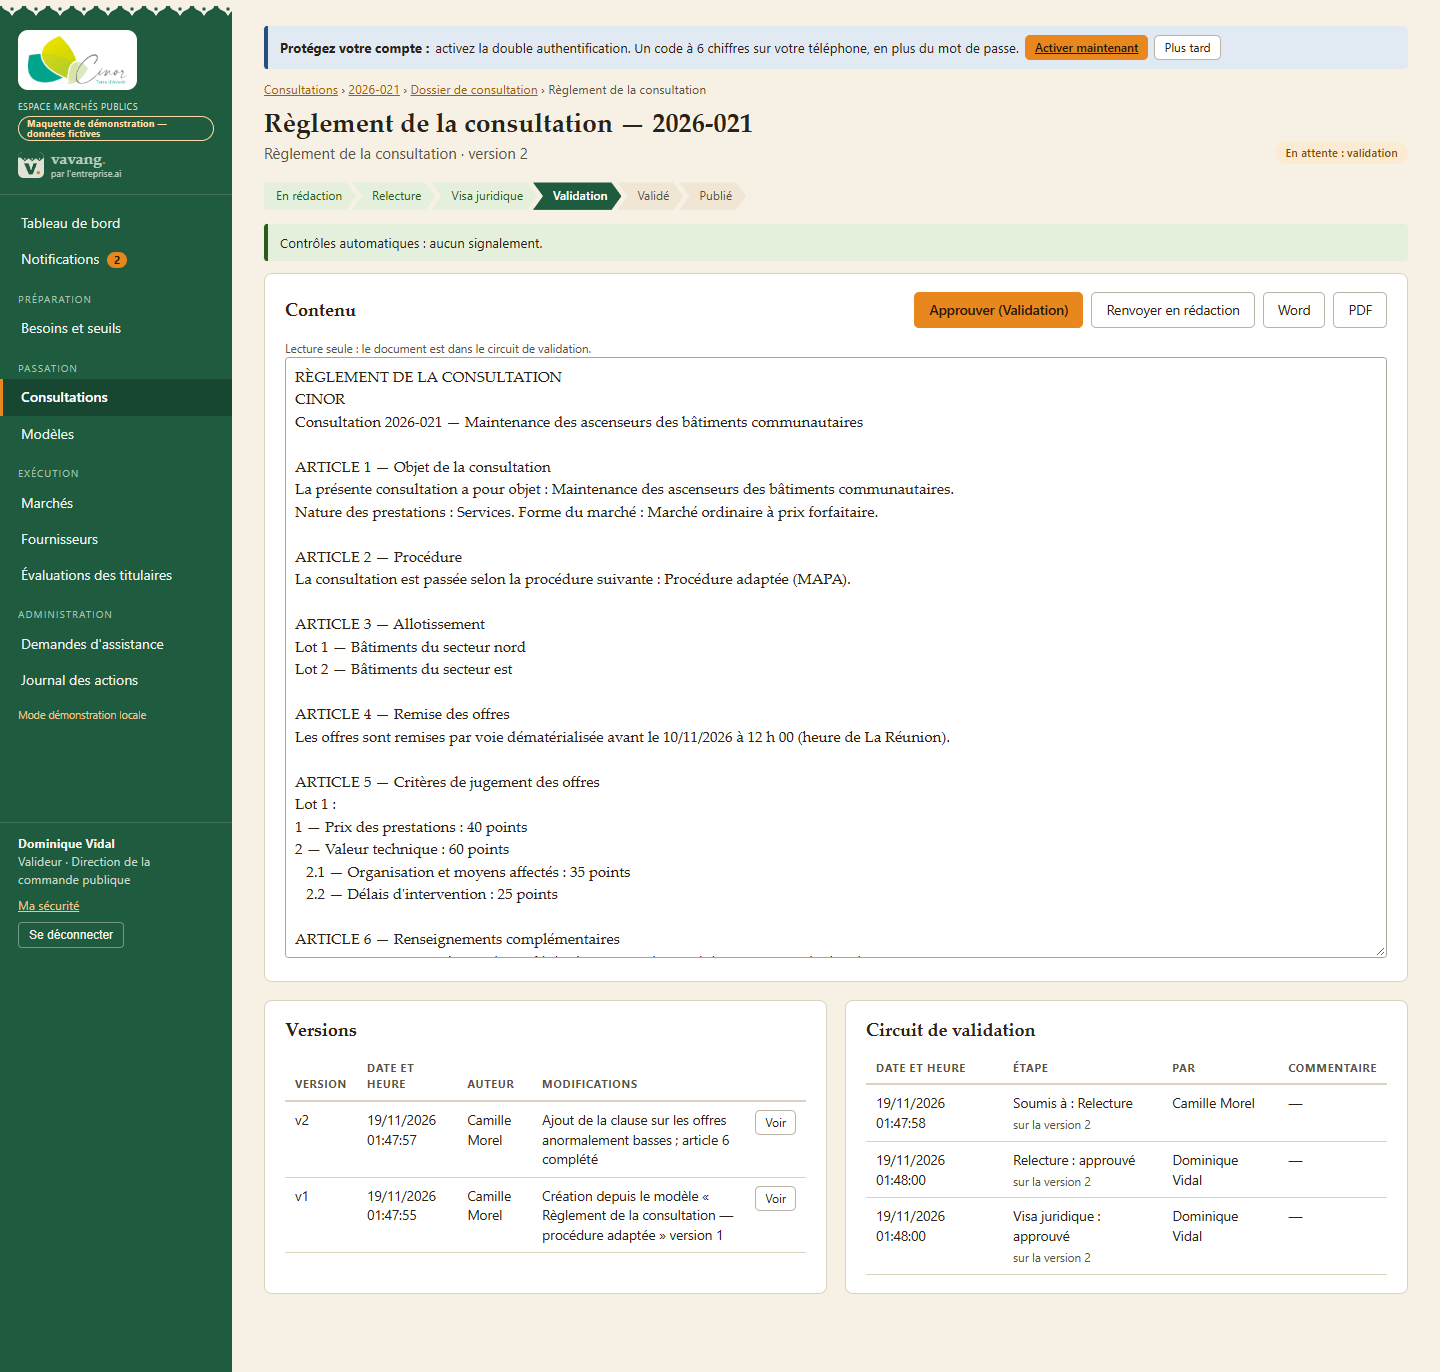 Cinor
Terre d'Avenir
ESPACE MARCHÉS PUBLICS
Maquette de démonstration —
données fictives
vavang.
par l'entreprise.ai
Tableau de bord
Notifications 2
PRÉPARATION
Besoins et seuils
PASSATION
Consultations
Modèles
EXÉCUTION
Marchés
Fournisseurs
Évaluations des titulaires
ADMINISTRATION
Demandes d'assistance
Journal des actions
Mode démonstration locale
Dominique Vidal
Valideur · Direction de la
commande publique
Ma sécurité
Se déconnecter
Protégez votre compte : activez la double authentification. Un code à 6 chiffres sur votre téléphone, en plus du mot de passe. Activer maintenant Plus tard
Consultations › 2026-021 › Dossier de consultation › Règlement de la consultation
Règlement de la consultation — 2026-021
Règlement de la consultation · version 2
En attente : validation
En rédaction Relecture Visa juridique Validation Validé Publié
Contrôles automatiques : aucun signalement.
Contenu
Approuver (Validation) Renvoyer en rédaction Word PDF
Lecture seule : le document est dans le circuit de validation.
RÈGLEMENT DE LA CONSULTATION
CINOR
Consultation 2026-021 — Maintenance des ascenseurs des bâtiments communautaires
ARTICLE 1 — Objet de la consultation
La présente consultation a pour objet : Maintenance des ascenseurs des bâtiments communautaires.
Nature des prestations : Services. Forme du marché : Marché ordinaire à prix forfaitaire.
ARTICLE 2 — Procédure
La consultation est passée selon la procédure suivante : Procédure adaptée (MAPA).
ARTICLE 3 — Allotissement
Lot 1 — Bâtiments du secteur nord
Lot 2 — Bâtiments du secteur est
ARTICLE 4 — Remise des offres
Les offres sont remises par voie dématérialisée avant le 10/11/2026 à 12 h 00 (heure de La Réunion).
ARTICLE 5 — Critères de jugement des offres
Lot 1 :
1 — Prix des prestations : 40 points
2 — Valeur technique : 60 points
2.1 — Organisation et moyens affectés : 35 points
2.2 — Délais d'intervention : 25 points
ARTICLE 6 — Renseignements complémentaires
Versions
VERSION DATE ET HEURE AUTEUR MODIFICATIONS
v2 19/11/2026 Camille Ajout de la clause sur les offres Voir
01:47:57 Morel anormalement basses ; article 6
complété
v1 19/11/2026 Camille Création depuis le modèle « Voir
01:47:55 Morel Règlement de la consultation —
procédure adaptée » version 1
Circuit de validation
DATE ET HEURE ÉTAPE PAR COMMENTAIRE
19/11/2026 Soumis à : Relecture Camille Morel —
01:47:58 sur la version 2
19/11/2026 Relecture : approuvé Dominique —
01:48:00 sur la version 2 Vidal
19/11/2026 Visa juridique : Dominique —
01:48:00 approuvé Vidal
sur la version 2